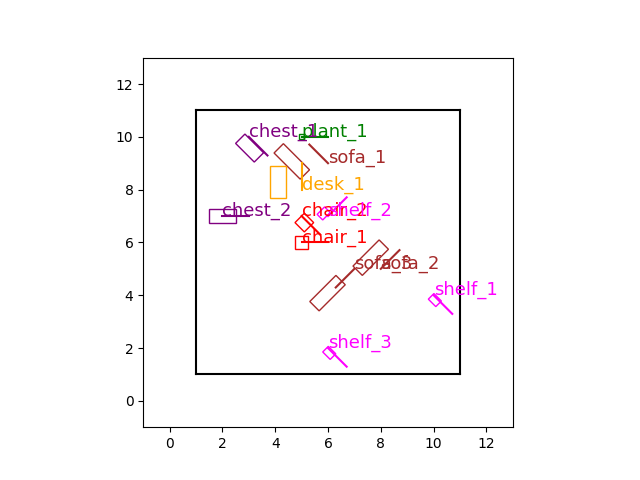 12
10
8
6
4
2
0
chest_1
plant_1
sofa_1
desk_1
chest_2
chair_2
shelf_2
chair_1
sofa_3
sofa_2
shelf_1
shelf_3
0 2 4 6 8 10 12